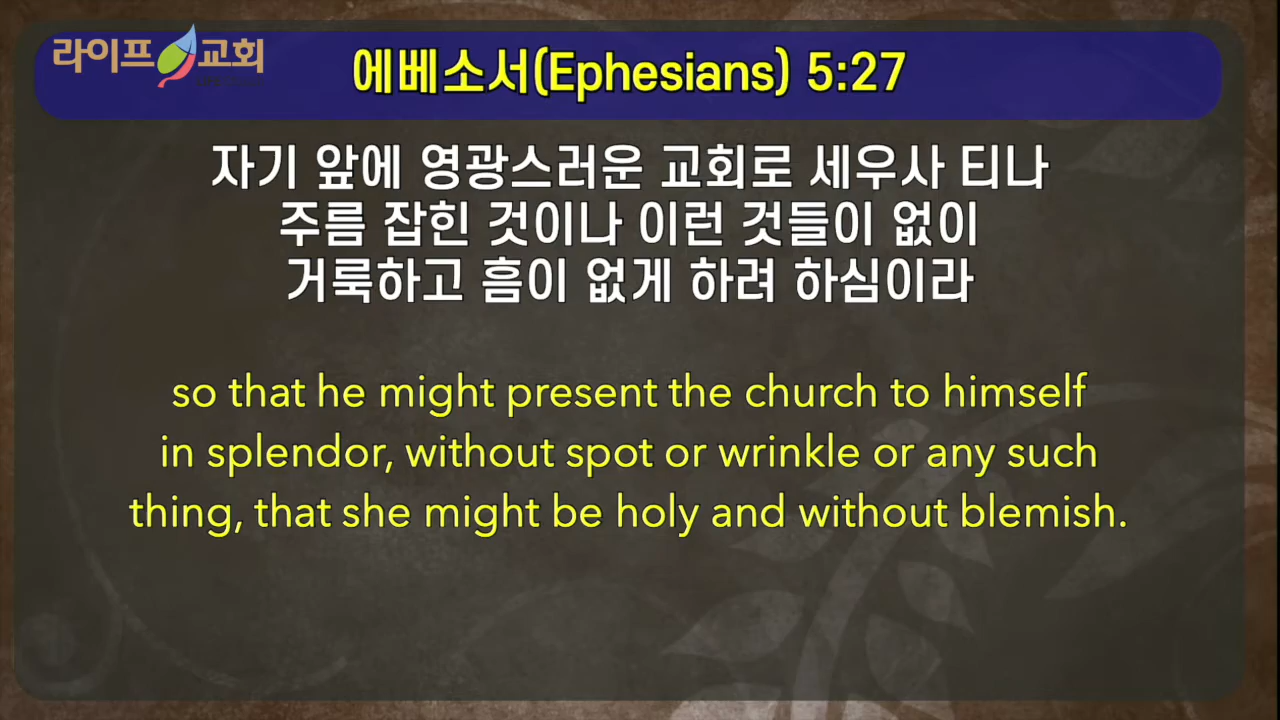 라이프교회
에베소서(Ephesians) 5:27
자기 앞에 영광스러운 교회로 세우사 티나
주름 잡힌 것이나 이런 것들이 없이
거룩하고 흠이 없게 하려 하심이라
so that he might present the church to himself
in splendor, without spot or wrinkle or any such
thing, that she might be holy and without blemish.